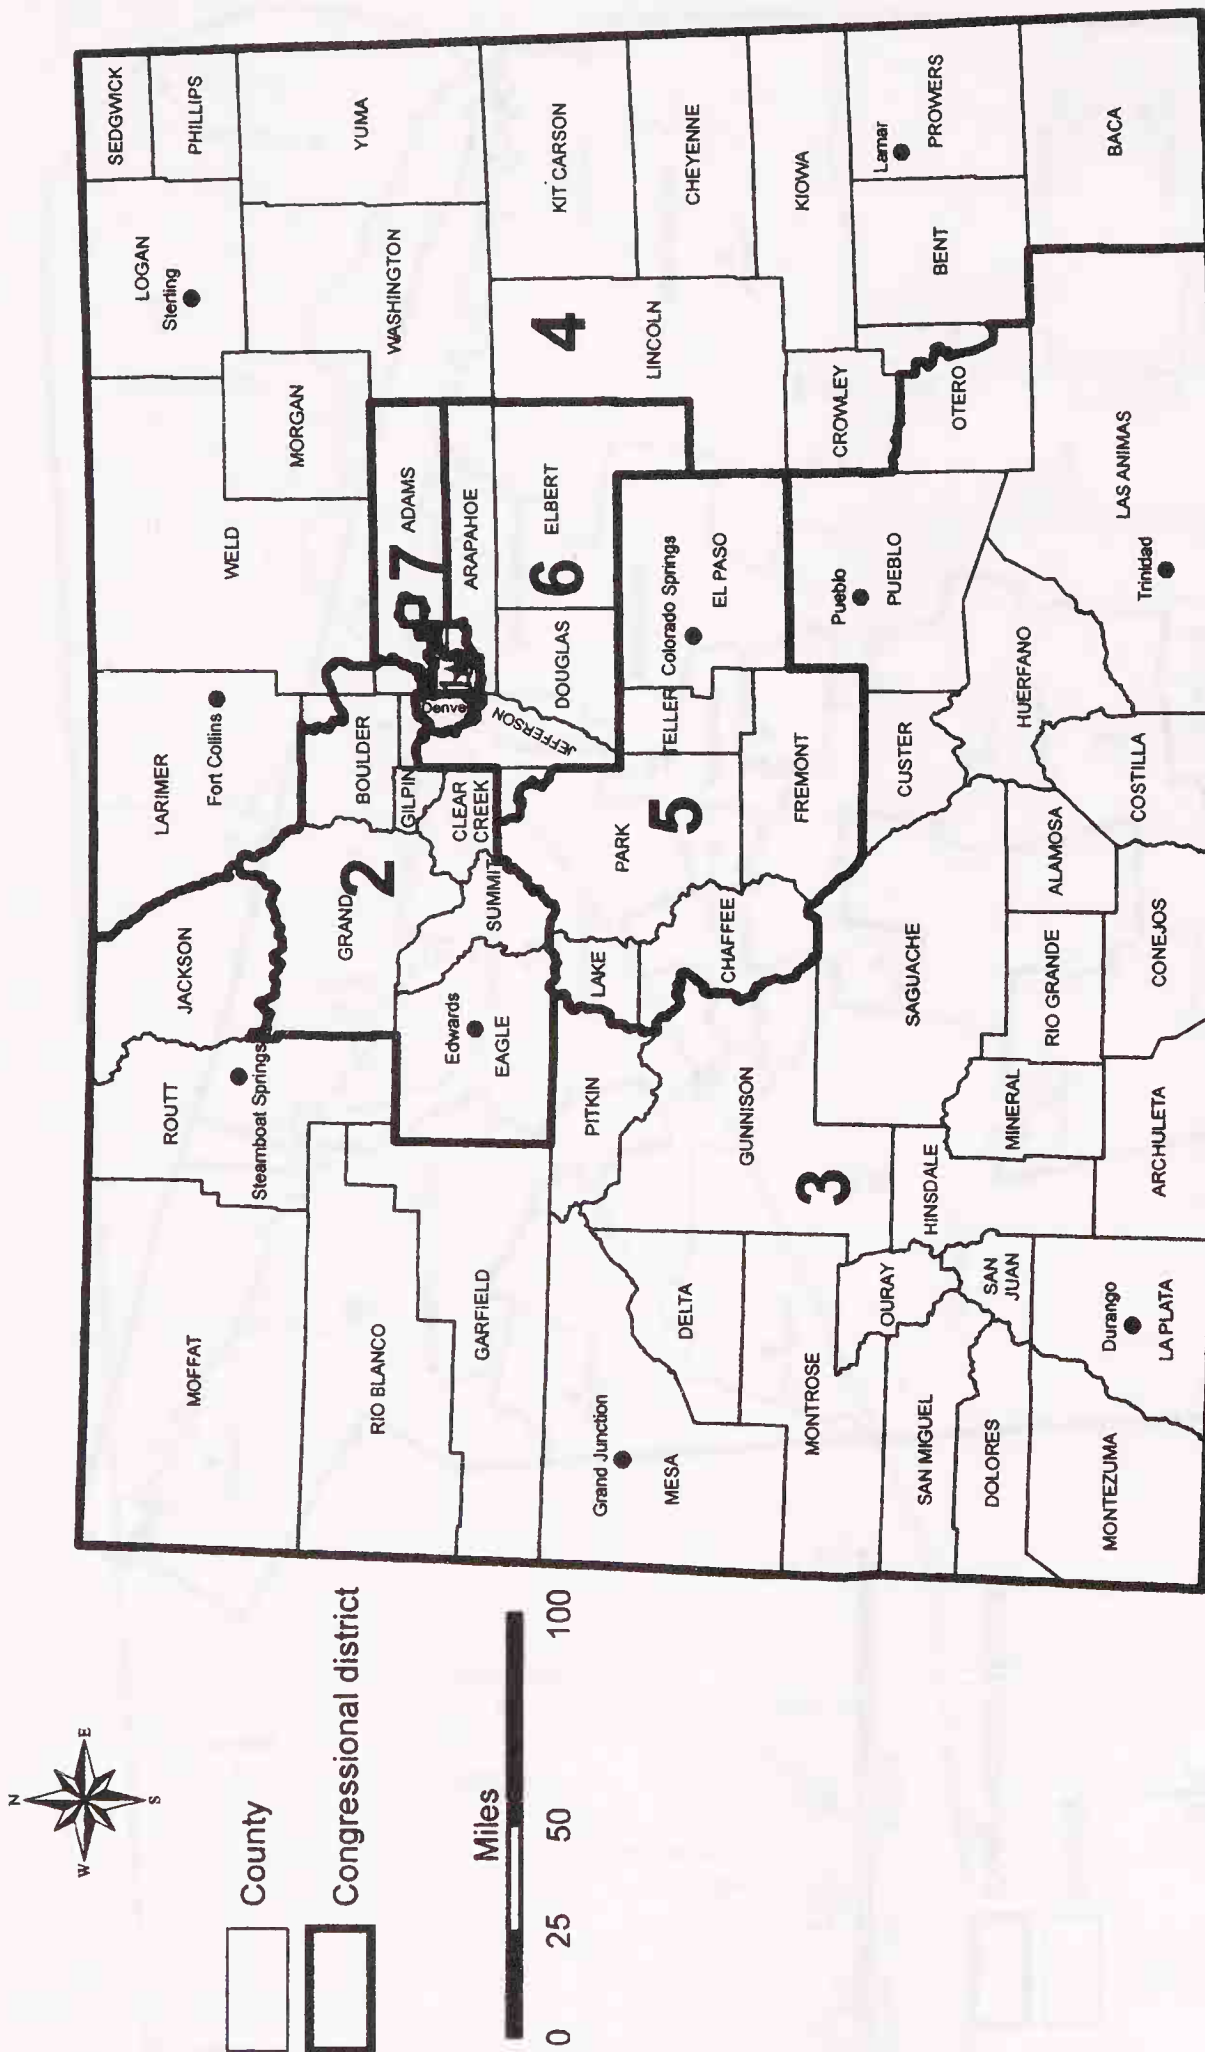 N
W
E
S
County
Congressional district
Miles
0
25
50
100
MOFFAT
ROUTT
Steamboat Springs
JACKSON
LARIMER
Fort Collins
WELD
LOGAN
Sterling
SEDGWICK
PHILLIPS
MORGAN
WASHINGTON
YUMA
RIO BLANCO
GRAND
2
BOULDER
GILPIN
ADAMS
7
GARFIELD
Edwards
EAGLE
SUMMIT
CLEAR
CREEK
Denver
1
JEFFERSON
ARAPAHOE
DOUGLAS
ELBERT
6
4
LINCOLN
KIT CARSON
Grand Junction
MESA
PITKIN
LAKE
PARK
5
TELLER
Colorado Springs
EL PASO
CHEYENNE
DELTA
GUNNISON
3
CHAFFEE
FREMONT
CROWLEY
KIOWA
MONTROSE
OURAY
HINSDALE
SAGUACHE
CUSTER
Pueblo
PUEBLO
OTERO
BENT
Lamar
PROWERS
SAN MIGUEL
DOLORES
SAN
JUAN
MINERAL
RIO GRANDE
ALAMOSA
HUERFANO
LAS ANIMAS
Trinidad
BACA
MONTEZUMA
Durango
LA PLATA
ARCHULETA
CONEJOS
COSTILLA